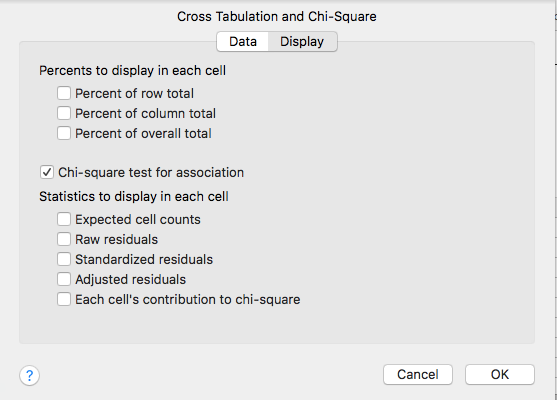 Cross Tabulation and Chi-Square
Data Display
Percents to display in each cell
Percent of row total
Percent of column total
Percent of overall total
Chi-square test for association
Statistics to display in each cell
Expected cell counts
Raw residuals
Standardized residuals
Adjusted residuals
Each cell's contribution to chi-square
? Cancel OK